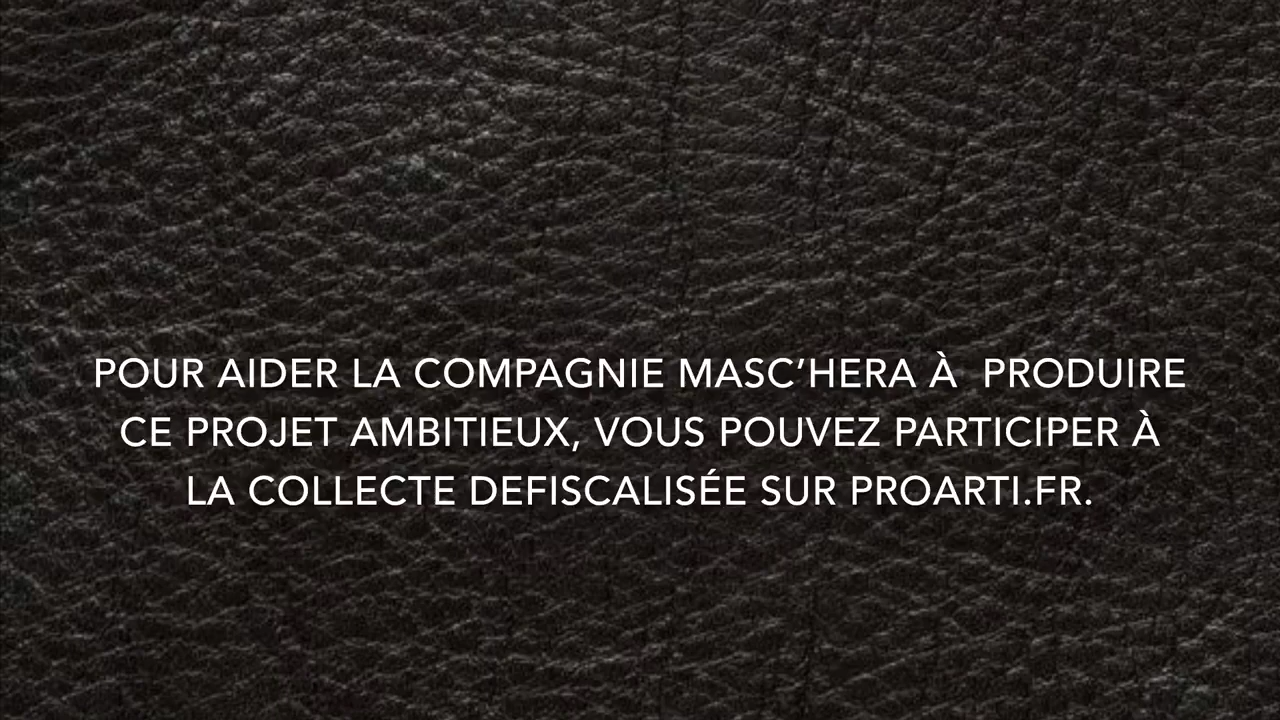 POUR AIDER LA COMPAGNIE MASC'HERA À  PRODUIRE
CE PROJET AMBITIEUX, VOUS POUVEZ PARTICIPER À
LA COLLECTE DEFISCALISÉE SUR PROARTI.FR.